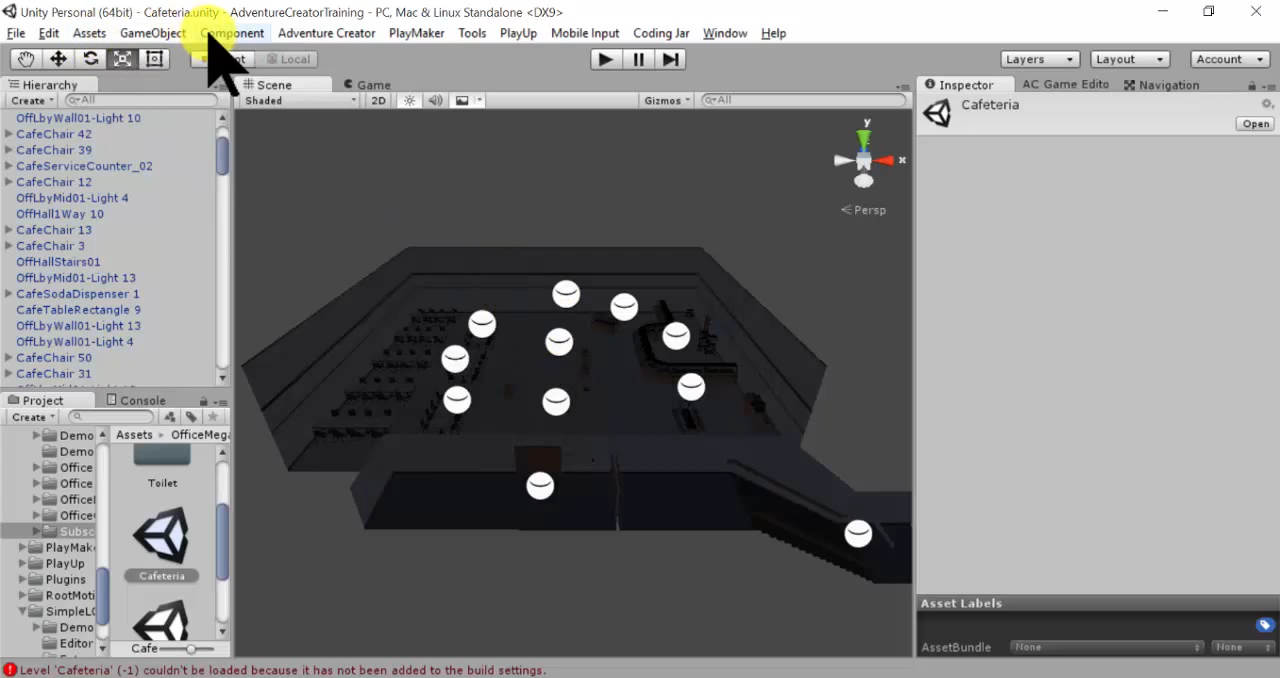 Unity Personal (64bit) - Cafeteria.unity - AdventureCreatorTraining - PC, Mac & Linux Standalone <DX9>
File Edit Assets GameObject Component Adventure Creator PlayMaker Tools PlayUp Mobile Input Coding Jar Window Help
Local Layers Layout Account
Hierarchy
Create All
OffLbyWall01-Light 10
CafeChair 42
CafeChair 39
CafeServiceCounter_02
CafeChair 12
OffLbyMid01-Light 4
OffHall1Way 10
CafeChair 13
CafeChair 3
OffHallStairs01
OffLbyMid01-Light 13
CafeSodaDispenser 1
CafeTableRectangle 9
OffLbyWall01-Light 13
OffLbyWall01-Light 4
CafeChair 50
CafeChair 31
Scene Game
Shaded 2D Gizmos All
y
x
Persp
Inspector AC Game Edito Navigation
Cafeteria
Open
Project Console
Create
Demo
Demo
Office
Office
OfficeI
Office
Subsc
PlayMak
PlayUp
Plugins
RootMoti
SimpleL
Demo
Editor
Assets OfficeMega
Toilet
Cafeteria
Cafe
Asset Labels
AssetBundle None None
Level 'Cafeteria' (-1) couldn't be loaded because it has not been added to the build settings.